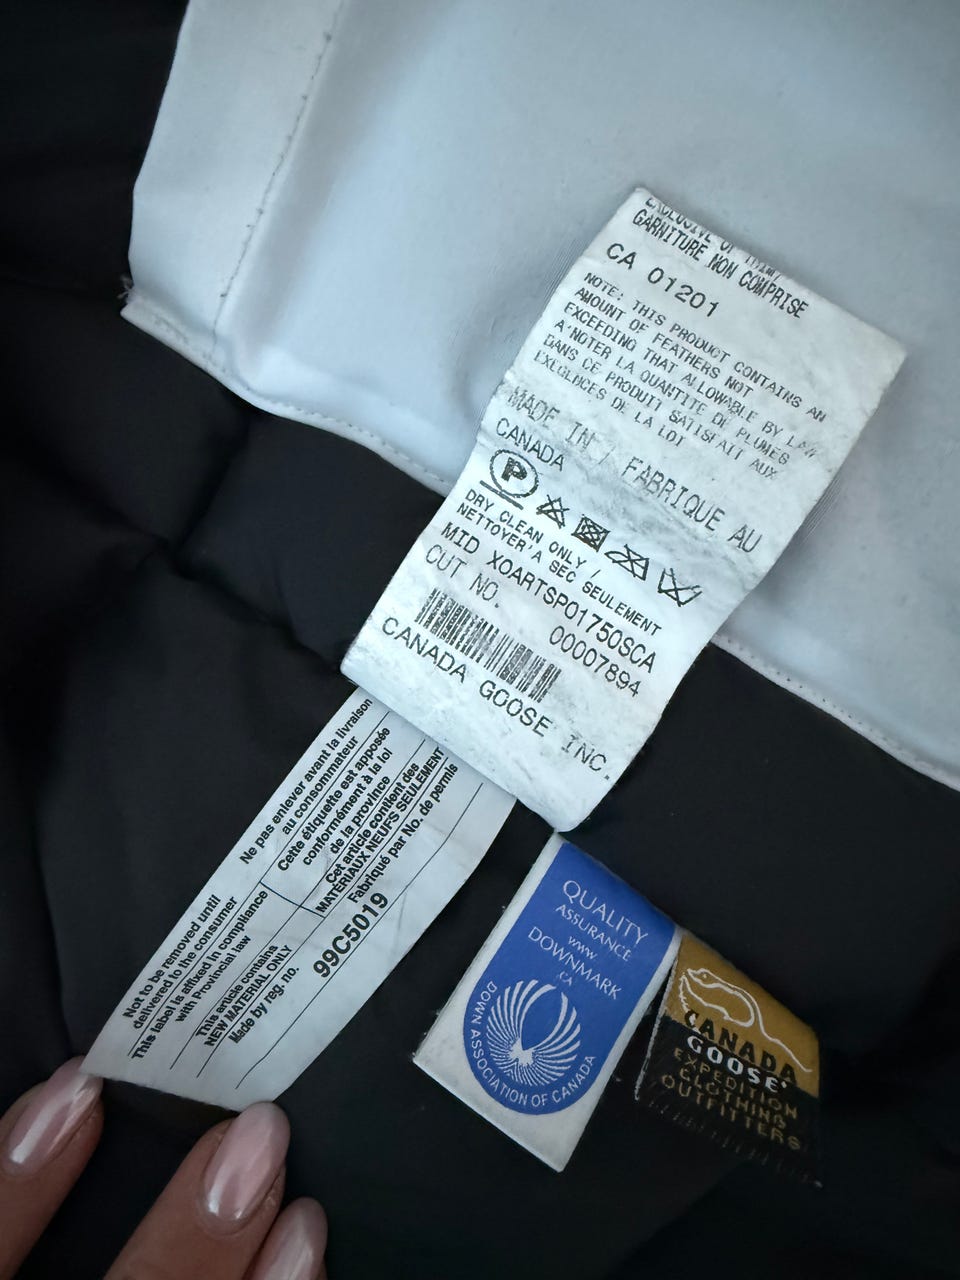 EXCLUSIVE OF TRIM/
GARNITURE NON COMPRISE
CA 01201
NOTE: THIS PRODUCT CONTAINS AN
AMOUNT OF FEATHERS NOT
EXCEEDING THAT ALLOWABLE BY LAW
A'NOTER LA QUANTITE DE PLUMES
DANS CE PRODUIT SATISFAIT AUX
EXEGENCES DE LA LOI
MADE IN / FABRIQUE AU
CANADA
P
DRY CLEAN ONLY /
NETTOYER'A SEC SEULEMENT
MID XOARTSP01750SCA
CUT NO. 00007894
CANADA GOOSE INC.
Not to be removed until
delivered to the consumer
This label is affixed in compliance
with Provincial law
This article contains
NEW MATERIAL ONLY
Made by reg. no.
Ne pas enlever avant la livraison
au consommateur
Cette étiquette est apposée
conformément à la loi
de la province
Cet article contient des
MATÉRIAUX NEUFS SEULEMENT
Fabriqué par No. de permis
99C5019
QUALITY
ASSURANCE
www
DOWNMARK
.CA
DOWN ASSOCIATION OF CANADA
CANADA
GOOSE
EXPEDITION
CLOTHING
OUTFITTERS